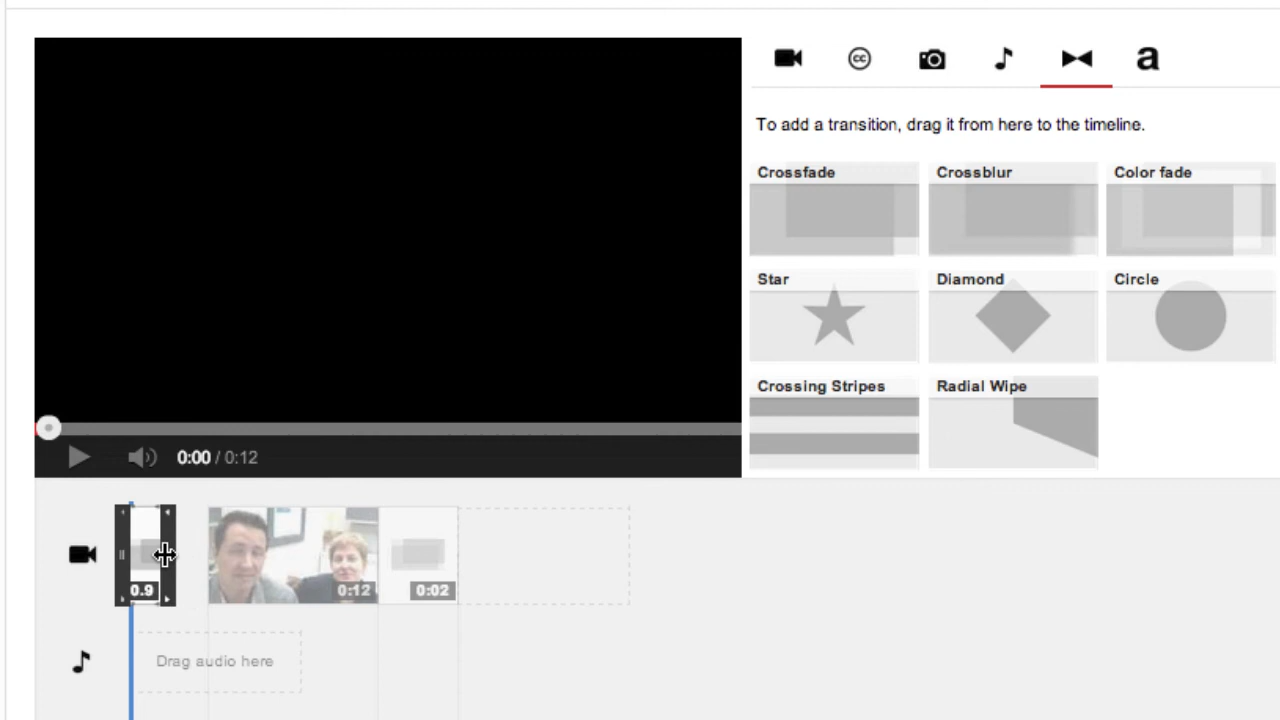 cc
a
To add a transition, drag it from here to the timeline.
Crossfade
Crossblur
Color fade
Star
Diamond
Circle
Crossing Stripes
Radial Wipe
0:00 / 0:12
0.9
0:12
0:02
Drag audio here